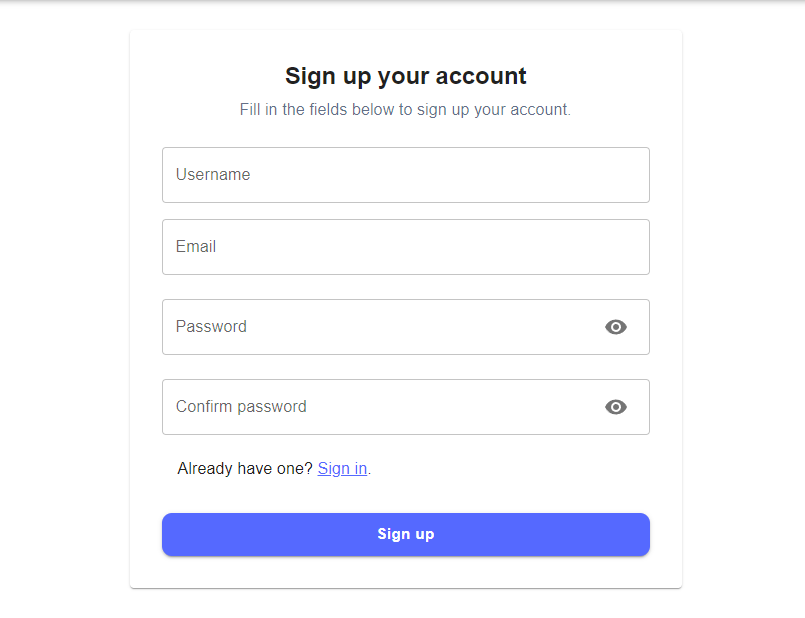 Sign up your account
Fill in the fields below to sign up your account.
Username
Email
Password
Confirm password
Already have one? Sign in.
Sign up